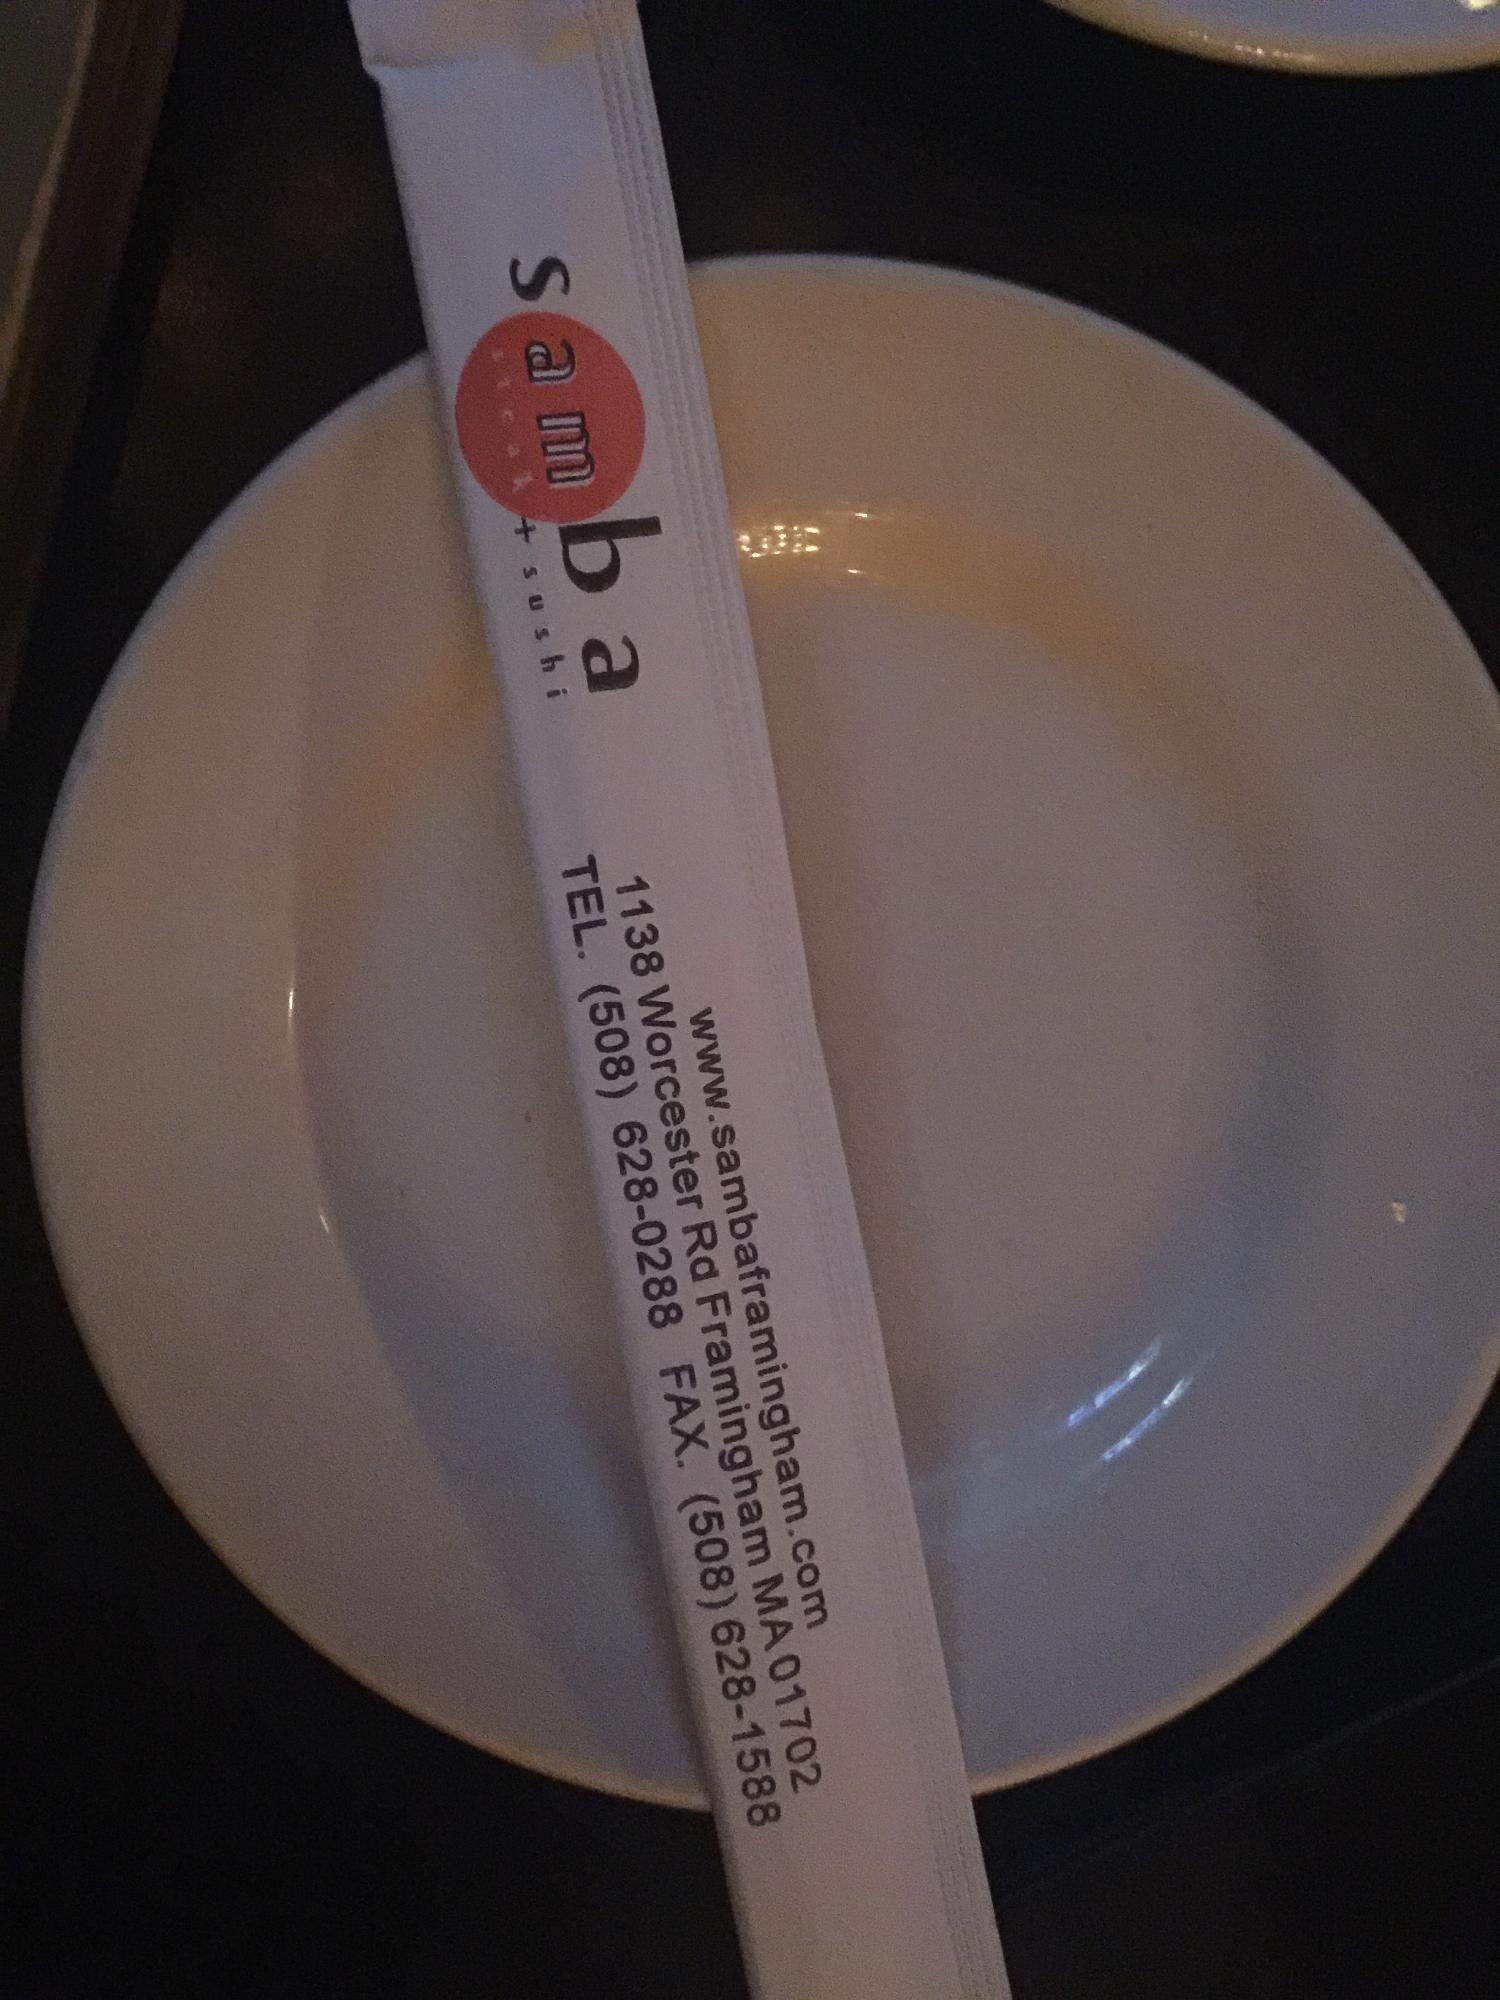 samba
steak + sushi
www.sambaframingham.com
1138 Worcester Rd Framingham MA 01702
TEL. (508) 628-0288 FAX. (508) 628-1588